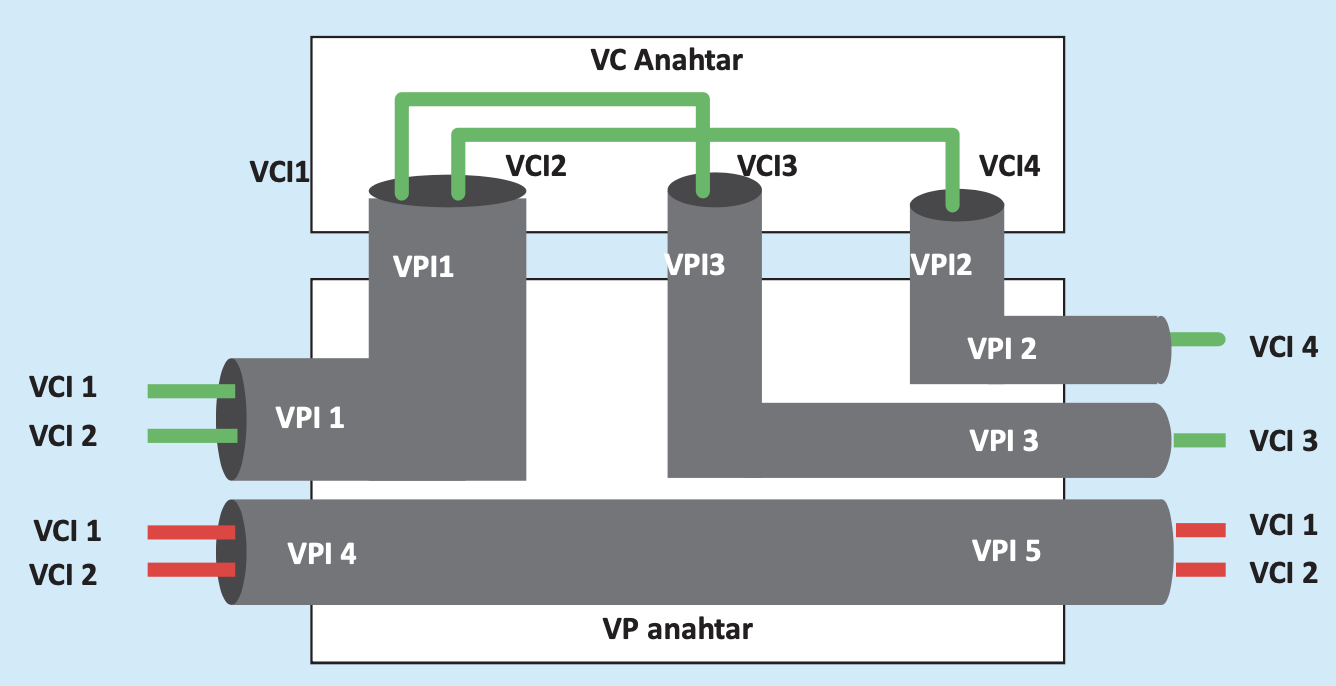 VC Anahtar
VCI1
VCI2
VCI3
VCI4
VPI1
VPI3
VPI2
VPI 2
VCI 4
VCI 1
VPI 1
VCI 2
VPI 3
VCI 3
VCI 1
VCI 2
VPI 4
VPI 5
VCI 1
VCI 2
VP anahtar